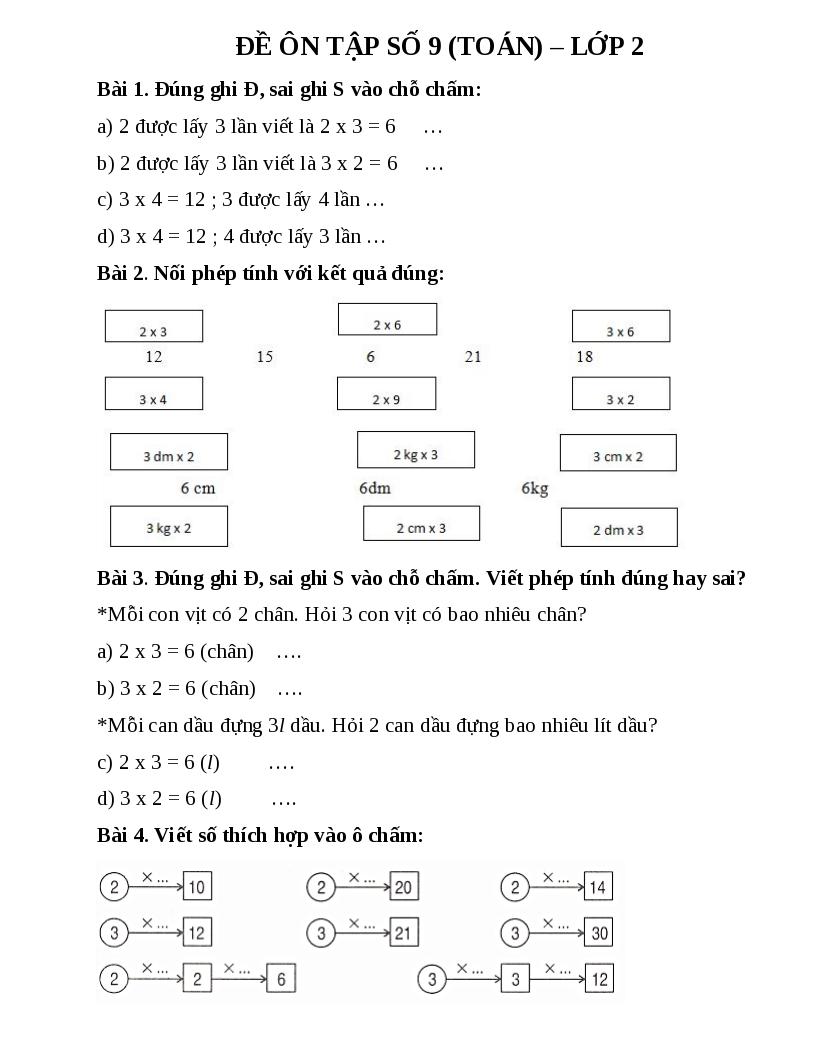 ĐỀ ÔN TẬP SỐ 9 (TOÁN) – LỚP 2
Bài 1. Đúng ghi Đ, sai ghi S vào chỗ chấm:
a) 2 được lấy 3 lần viết là 2 x 3 = 6 …
b) 2 được lấy 3 lần viết là 3 x 2 = 6 …
c) 3 x 4 = 12 ; 3 được lấy 4 lần …
d) 3 x 4 = 12 ; 4 được lấy 3 lần …
Bài 2. Nối phép tính với kết quả đúng:
2 x 3 2 x 6 3 x 6
12 15 6 21 18
3 x 4 2 x 9 3 x 2
3 dm x 2 2 kg x 3 3 cm x 2
6 cm 6dm 6kg
3 kg x 2 2 cm x 3 2 dm x 3
Bài 3. Đúng ghi Đ, sai ghi S vào chỗ chấm. Viết phép tính đúng hay sai?
*Mỗi con vịt có 2 chân. Hỏi 3 con vịt có bao nhiêu chân?
a) 2 x 3 = 6 (chân) ….
b) 3 x 2 = 6 (chân) ….
*Mỗi can dầu đựng 3l dầu. Hỏi 2 can dầu đựng bao nhiêu lít dầu?
c) 2 x 3 = 6 (l) ….
d) 3 x 2 = 6 (l) ….
Bài 4. Viết số thích hợp vào ô chấm:
2 × ... 10 2 × ... 20 2 × ... 14
3 × ... 12 3 × ... 21 3 × ... 30
2 × ... 2 × ... 6 3 × ... 3 × ... 12